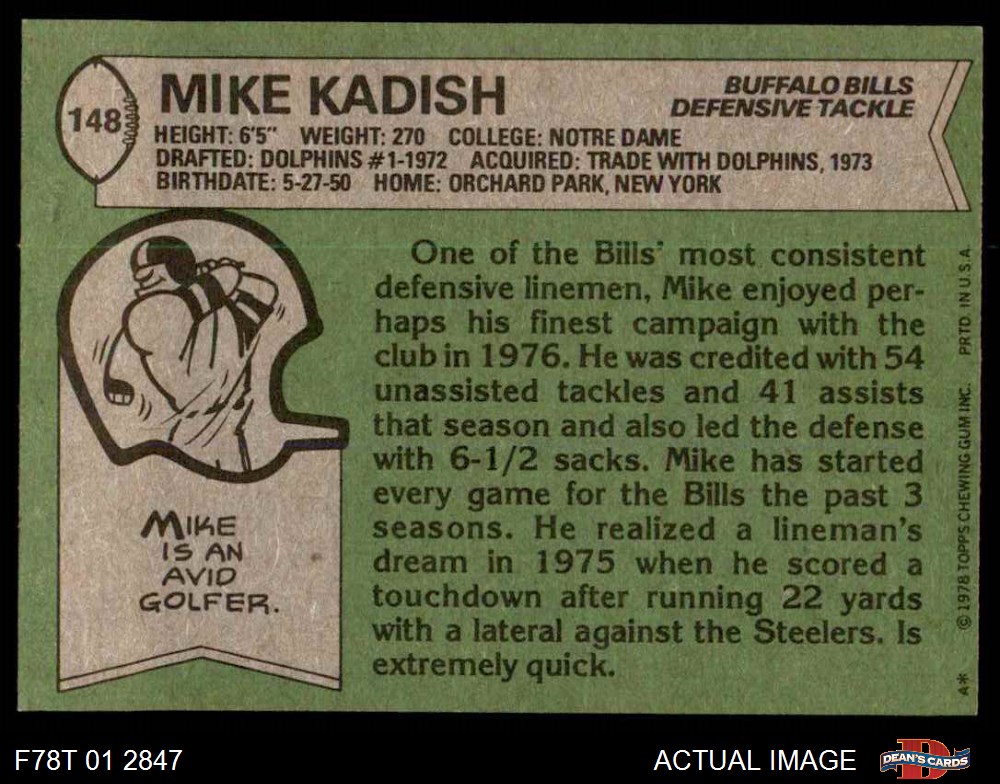 148
MIKE KADISH
BUFFALO BILLS
DEFENSIVE TACKLE
HEIGHT: 6'5" WEIGHT: 270 COLLEGE: NOTRE DAME
DRAFTED: DOLPHINS #1-1972 ACQUIRED: TRADE WITH DOLPHINS, 1973
BIRTHDATE: 5-27-50 HOME: ORCHARD PARK, NEW YORK
One of the Bills' most consistent
defensive linemen, Mike enjoyed per-
haps his finest campaign with the
club in 1976. He was credited with 54
unassisted tackles and 41 assists
that season and also led the defense
with 6-1/2 sacks. Mike has started
every game for the Bills the past 3
seasons. He realized a lineman's
dream in 1975 when he scored a
touchdown after running 22 yards
with a lateral against the Steelers. Is
extremely quick.
MIKE
IS AN
AVID
GOLFER.
A* © 1978 TOPPS CHEWING GUM INC. PRTD. IN U.S.A.
F78T 01 2847
ACTUAL IMAGE
D
DEAN'S CARDS